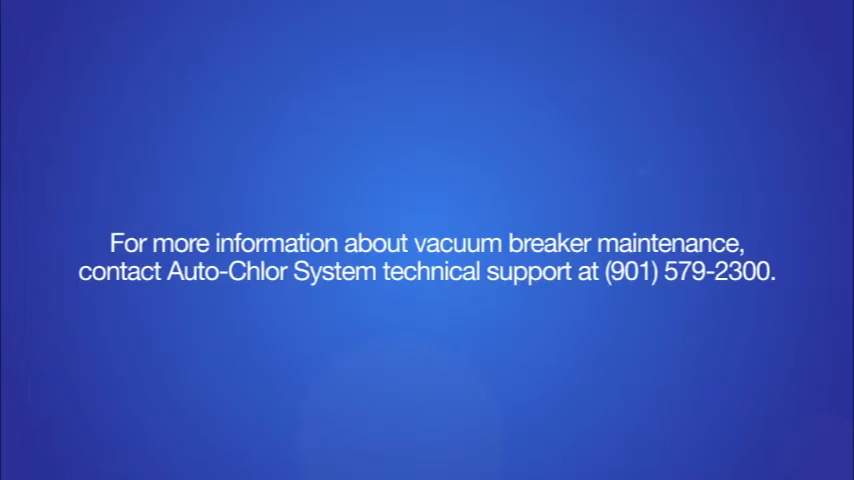 For more information about vacuum breaker maintenance,
contact Auto-Chlor System technical support at (901) 579-2300.